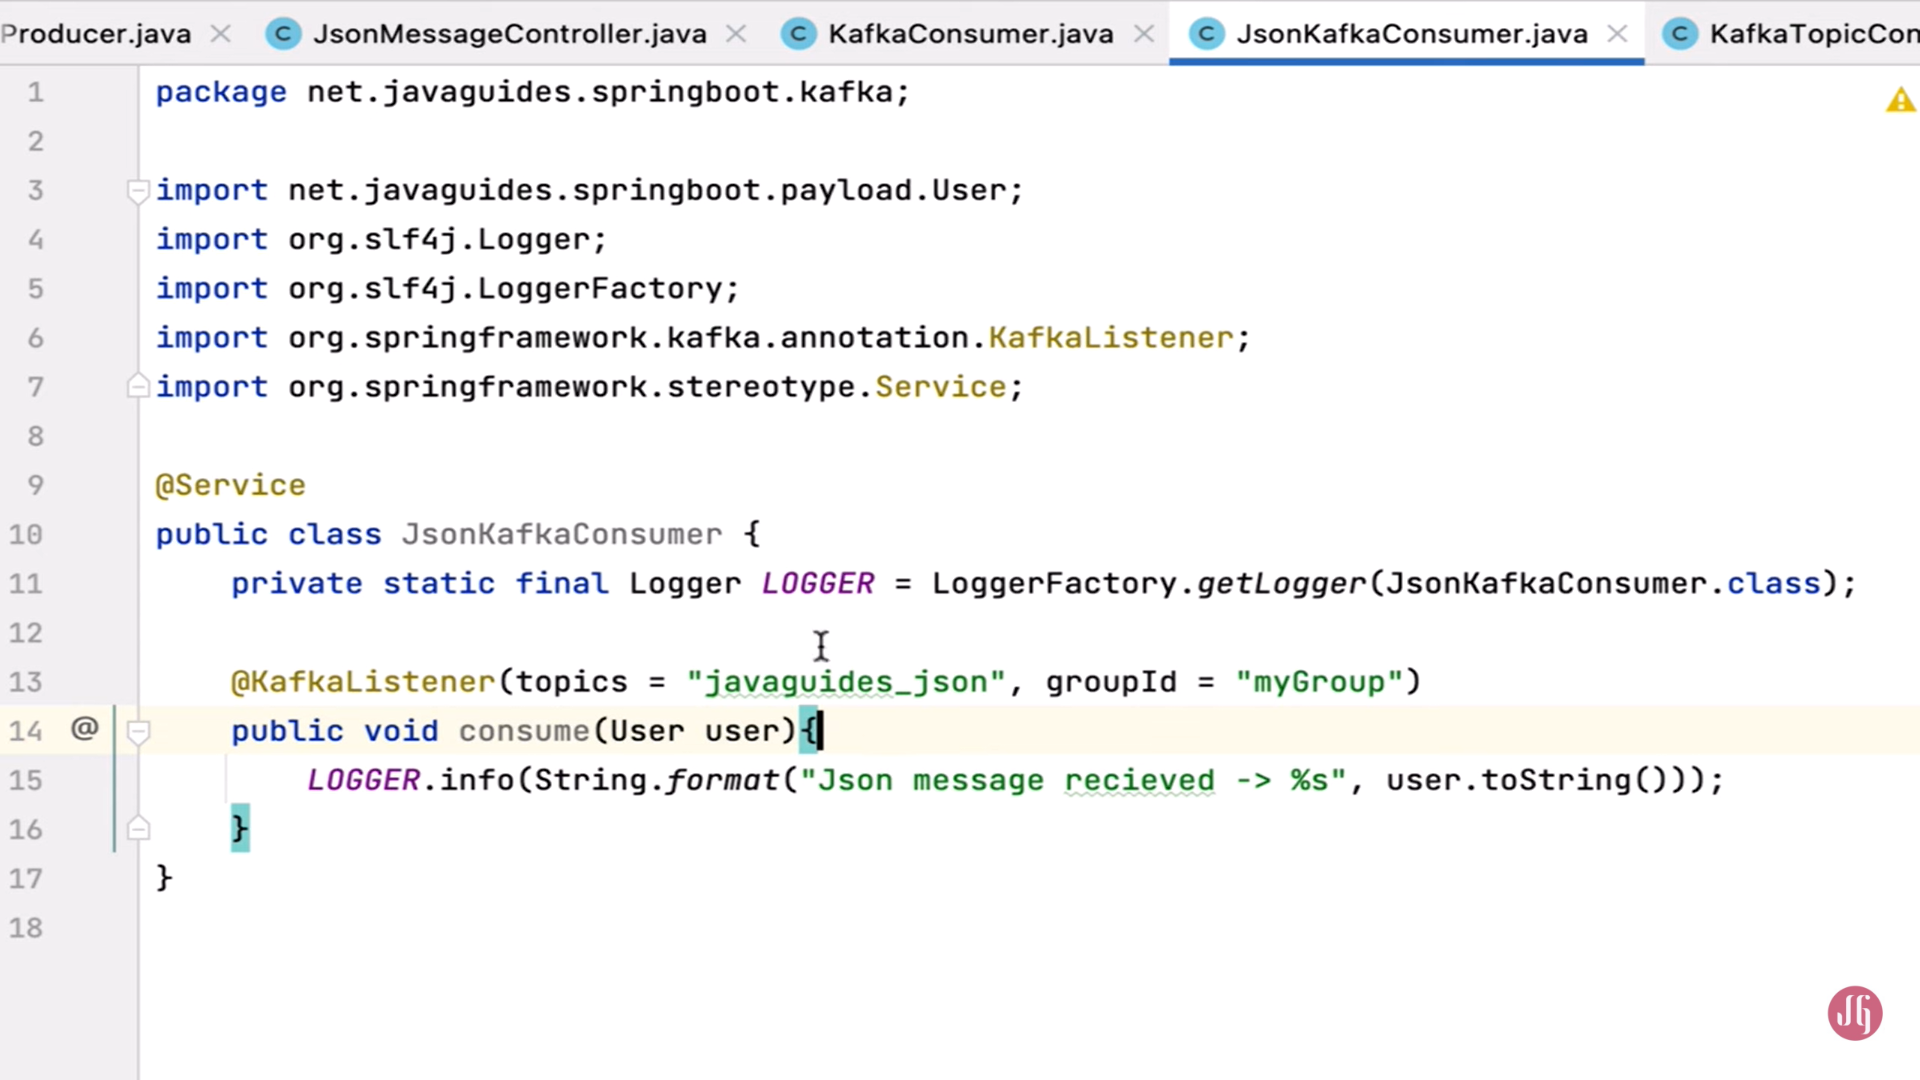 Producer.java JsonMessageController.java KafkaConsumer.java JsonKafkaConsumer.java KafkaTopicCon
1 package net.javaguides.springboot.kafka;
2
3 import net.javaguides.springboot.payload.User;
4 import org.slf4j.Logger;
5 import org.slf4j.LoggerFactory;
6 import org.springframework.kafka.annotation.KafkaListener;
7 import org.springframework.stereotype.Service;
8
9 @Service
10 public class JsonKafkaConsumer {
11 private static final Logger LOGGER = LoggerFactory.getLogger(JsonKafkaConsumer.class);
12
13 @KafkaListener(topics = "javaguides_json", groupId = "myGroup")
14 @ public void consume(User user){
15 LOGGER.info(String.format("Json message recieved -> %s", user.toString()));
16 }
17 }
18
JG